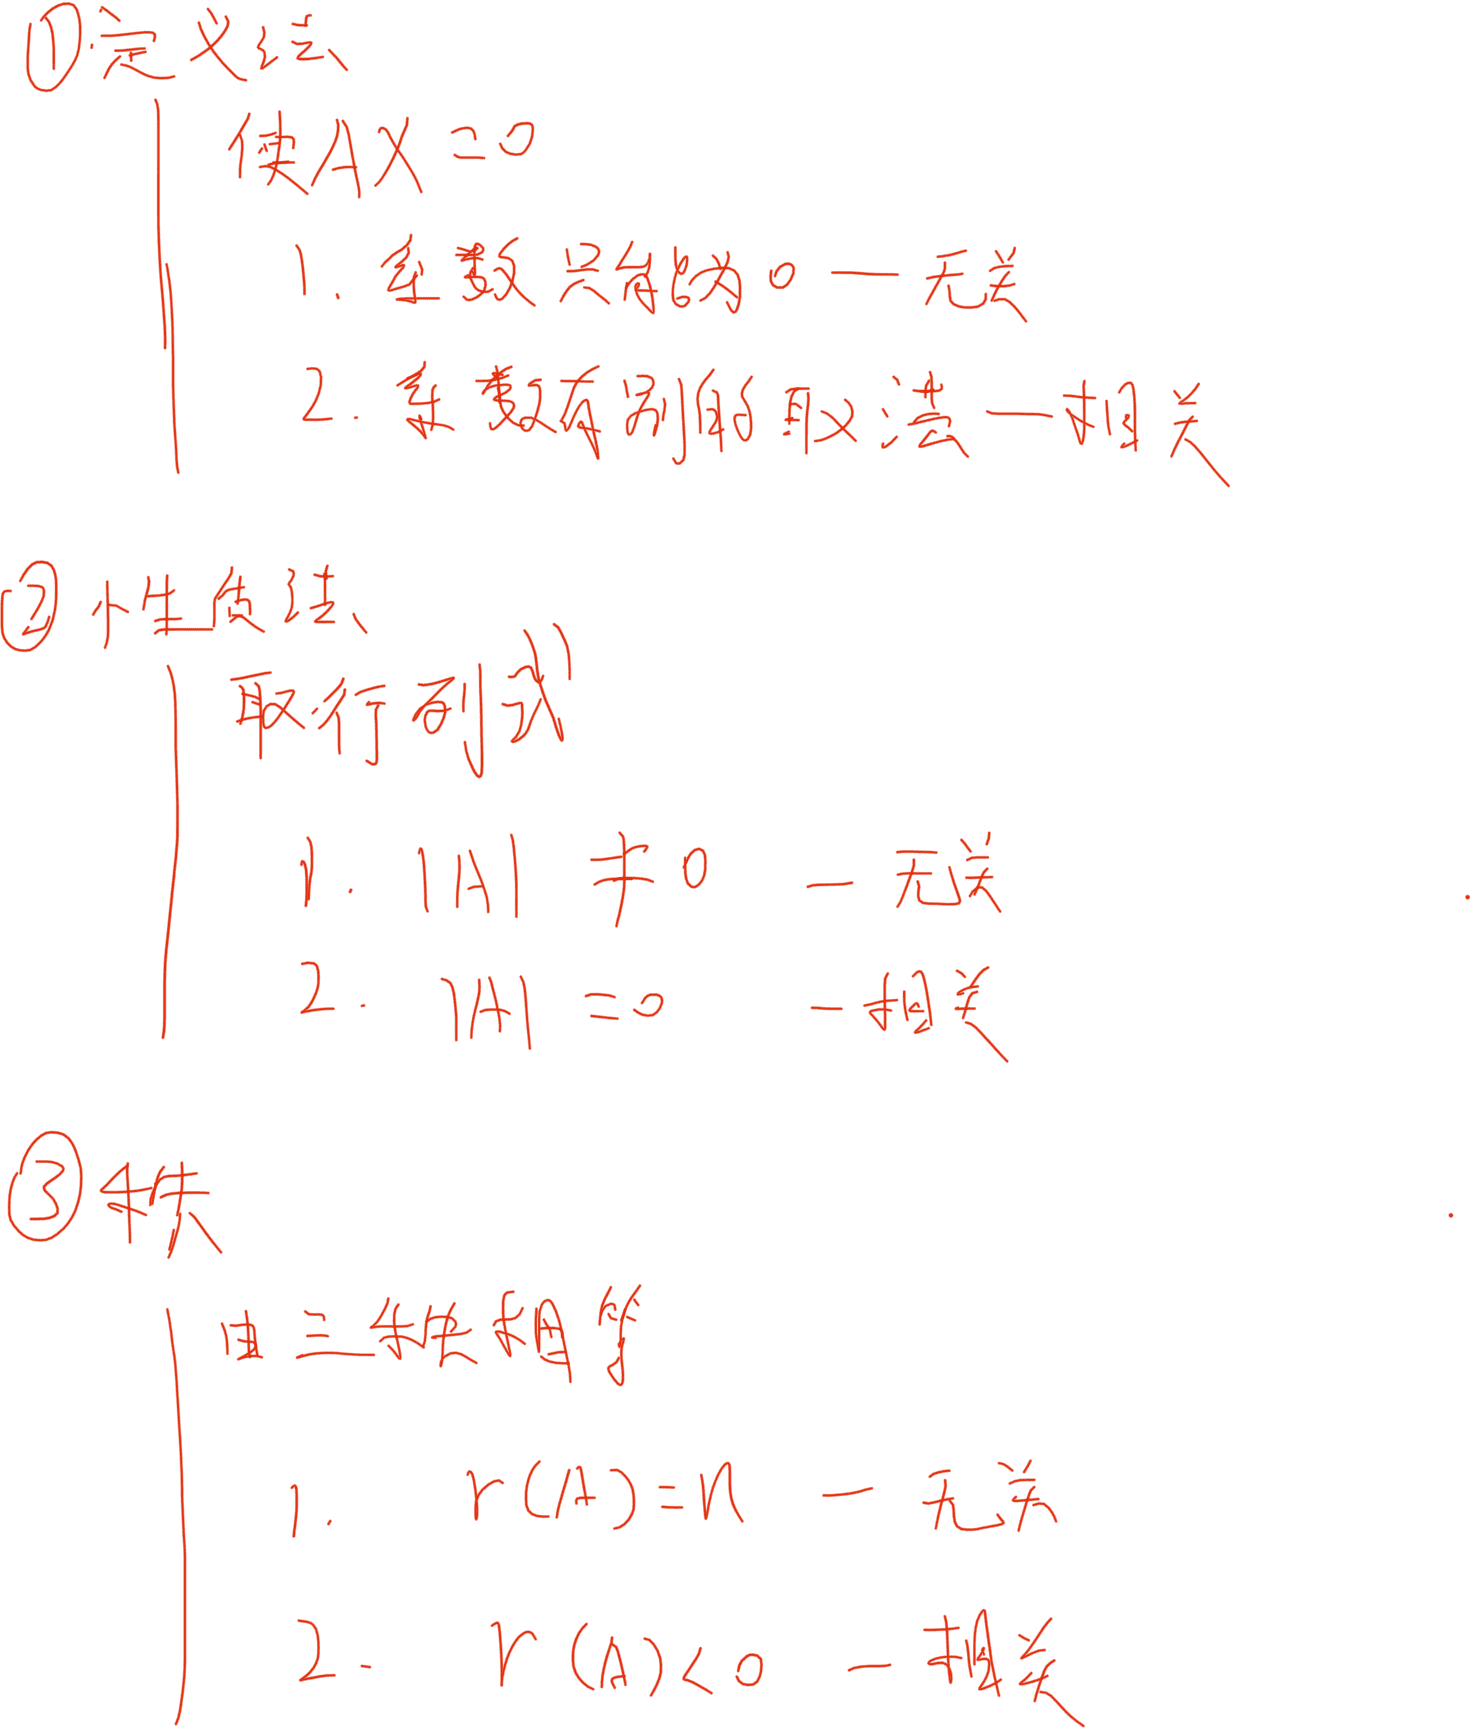 ① 定义法
使AX=0
1. 系数只能为0 — 无关
2. 系数有别的取法 — 相关
② 性质法
取行列式
1. |A| ≠ 0 — 无关
2. |A| = 0 — 相关
③ 秩
由三秩相等
1. r(A)=n — 无关
2. r(A)<0 — 相关